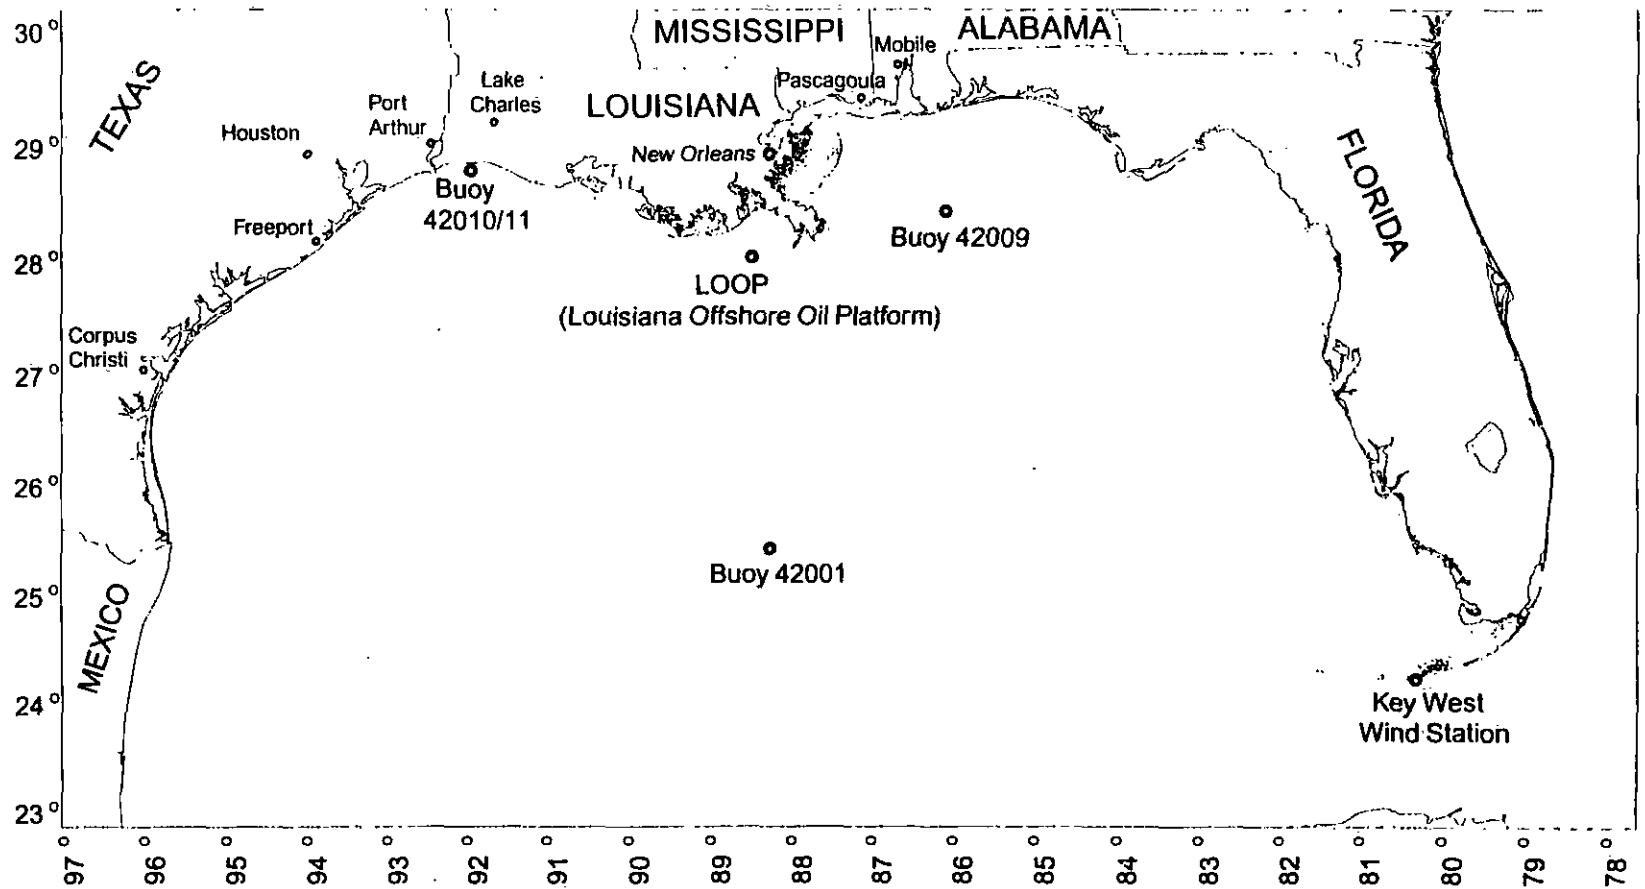 30°
29°
28°
27°
26°
25°
24°
23°
TEXAS
MISSISSIPPI
ALABAMA
Mobile
Pascagoula
Lake
Charles
Port
Arthur
LOUISIANA
Houston
New Orleans
Buoy
42010/11
Freeport
Buoy 42009
FLORIDA
LOOP
(Louisiana Offshore Oil Platform)
Corpus
Christi
Buoy 42001
MEXICO
Key West
Wind Station
97°
96°
95°
94°
93°
92°
91°
90°
89°
88°
87°
86°
85°
84°
83°
82°
81°
80°
79°
78°